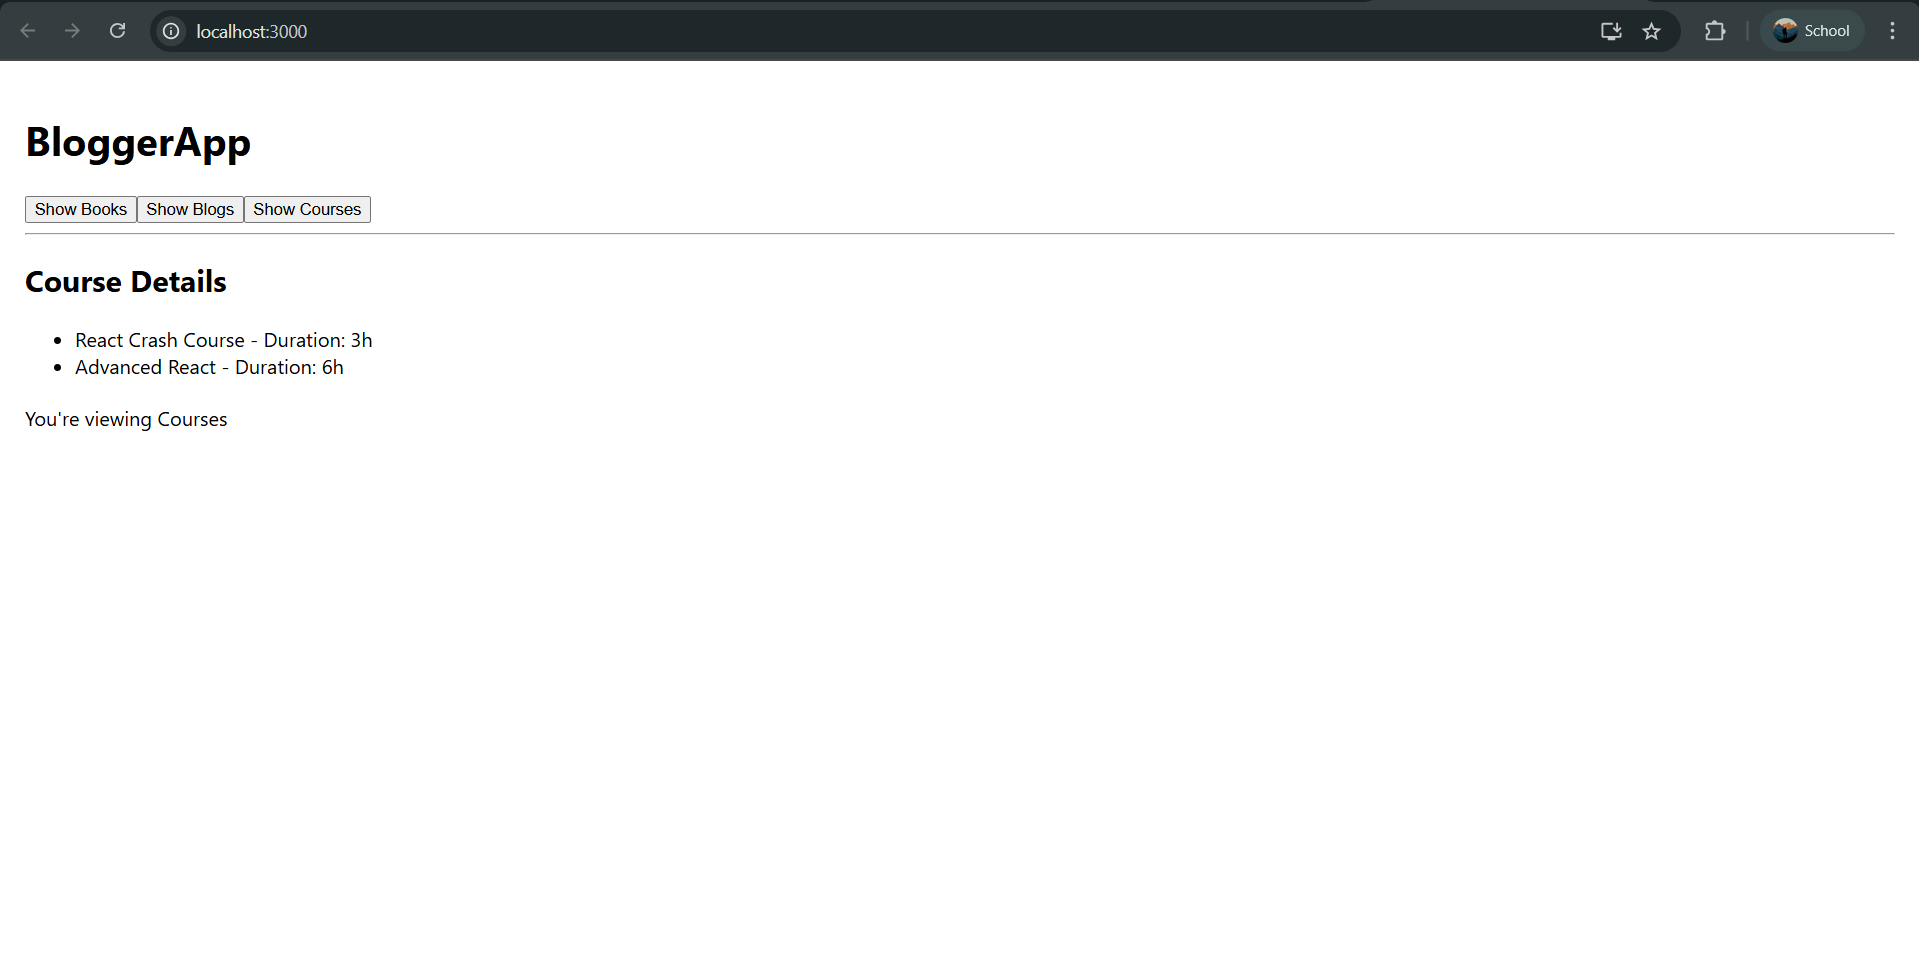 localhost:3000
School
BloggerApp
Show Books Show Blogs Show Courses
Course Details
• React Crash Course - Duration: 3h
• Advanced React - Duration: 6h
You're viewing Courses